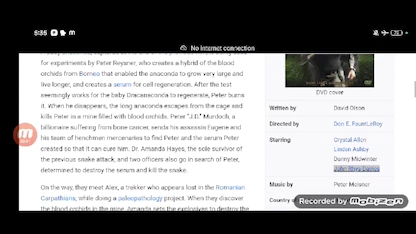 5:35
No internet connection
for experiments by Peter Reysner, who creates a hybrid of the blood
orchids from Borneo that enabled the anaconda to grow very large and
live longer, and creates a serum for cell regeneration. After the test
seemingly works for the baby Dracanaconda to regenerate, Peter burns
it. When he disappears, the long anaconda escapes from the cage and
kills Peter in a mine filled with blood orchids. Peter "J.D." Murdoch, a
billionaire suffering from bone cancer, sends his assassin Eugene and
his team of henchmen mercenaries to find Peter and the serum Peter
created so that it can cure him. Dr. Amanda Hayes, the sole survivor of
the previous snake attack, and two officers also go in search of Peter,
determined to destroy the serum and kill the snake.
On the way, they meet Alex, a trekker who appears lost in the Romanian
Carpathians, while doing a paleopathology project. When they discover
the blood orchids in the mine, Amanda sets the explosives to destroy the
DVD cover
Written by David Olson
Directed by Don E. FauntLeRoy
Starring Crystal Allen
Linden Ashby
Danny Midwinter
John Rhys-Davies
Music by Peter Meisner
Recorded by mobizen